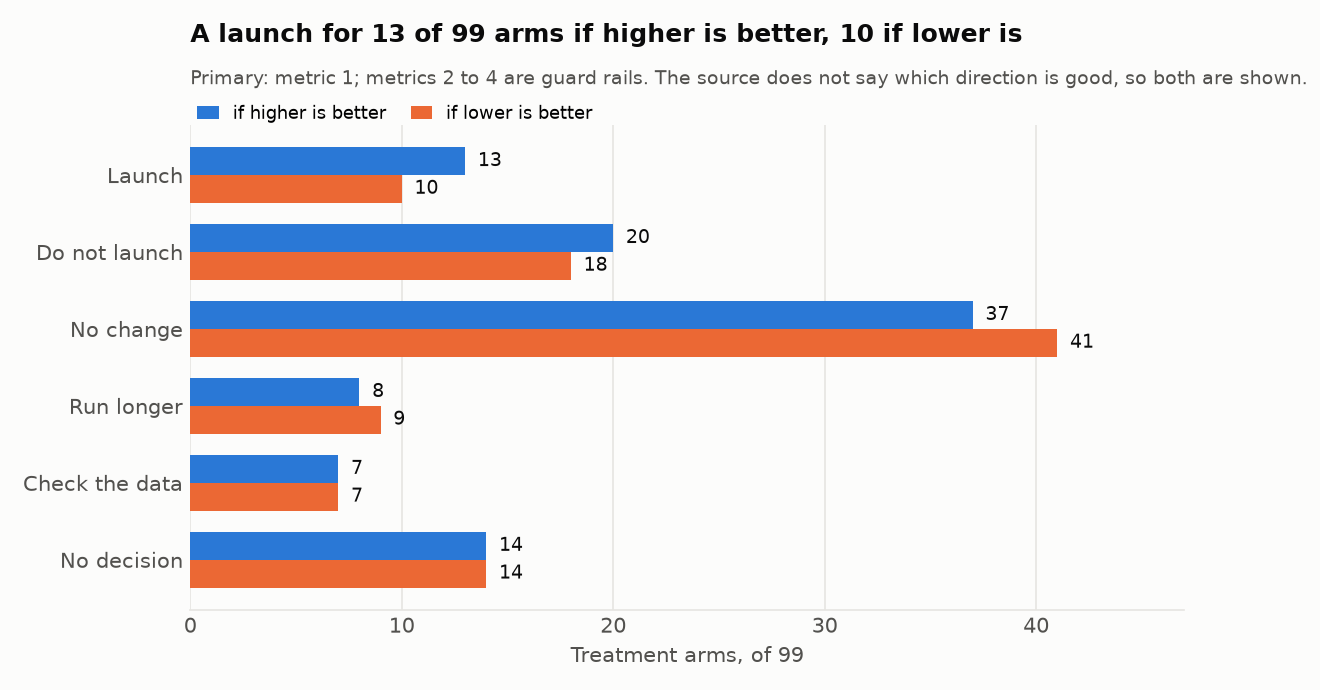 A launch for 13 of 99 arms if higher is better, 10 if lower is
Primary: metric 1; metrics 2 to 4 are guard rails. The source does not say which direction is good, so both are shown.
if higher is better
if lower is better
Launch
13
10
Do not launch
20
18
No change
37
41
Run longer
8
9
Check the data
7
7
No decision
14
14
0 10 20 30 40
Treatment arms, of 99